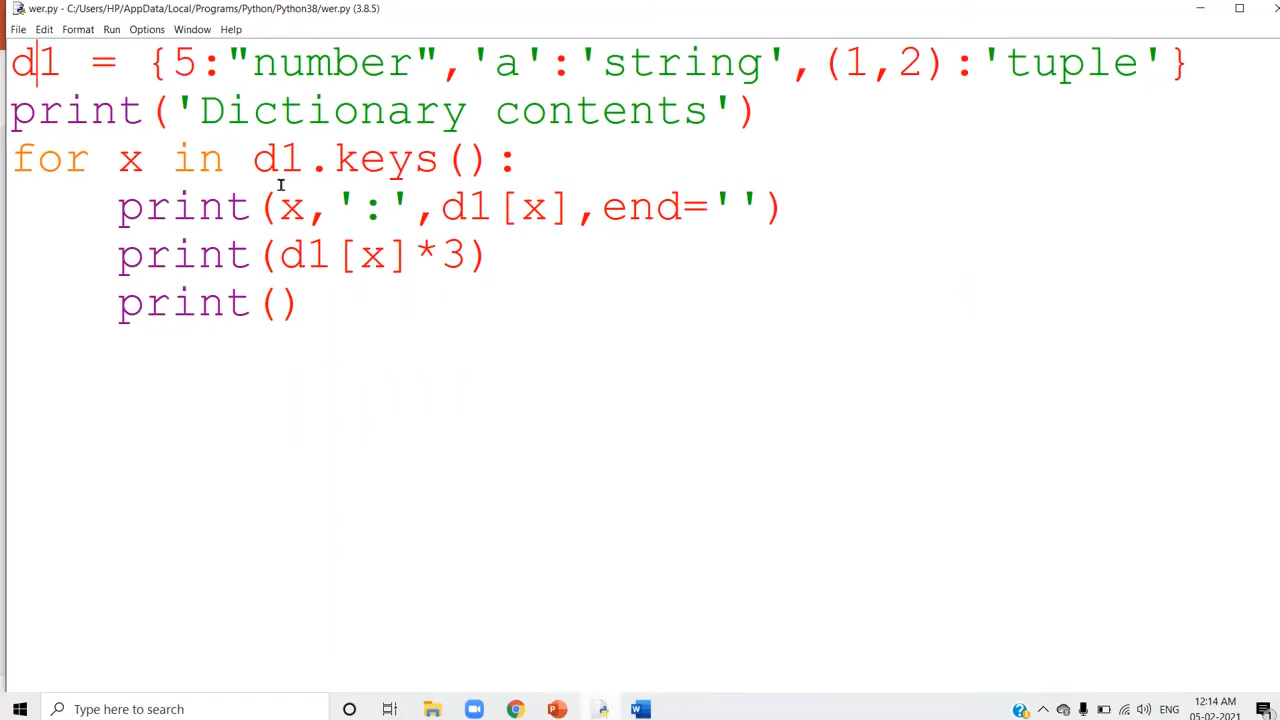 wer.py - C:/Users/HP/AppData/Local/Programs/Python/Python38/wer.py (3.8.5)
File Edit Format Run Options Window Help
d1 = {5:"number",'a':'string',(1,2):'tuple'}
print('Dictionary contents')
for x in d1.keys():
    print(x,':',d1[x],end='')
    print(d1[x]*3)
    print()
Type here to search
ENG
12:14 AM
05-02-2021